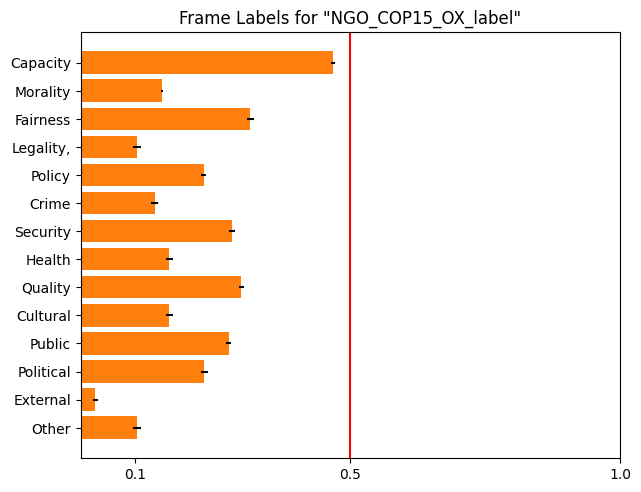 Frame Labels for "NGO_COP15_OX_label"
Capacity
Morality
Fairness
Legality,
Policy
Crime
Security
Health
Quality
Cultural
Public
Political
External
Other
0.1 0.5 1.0